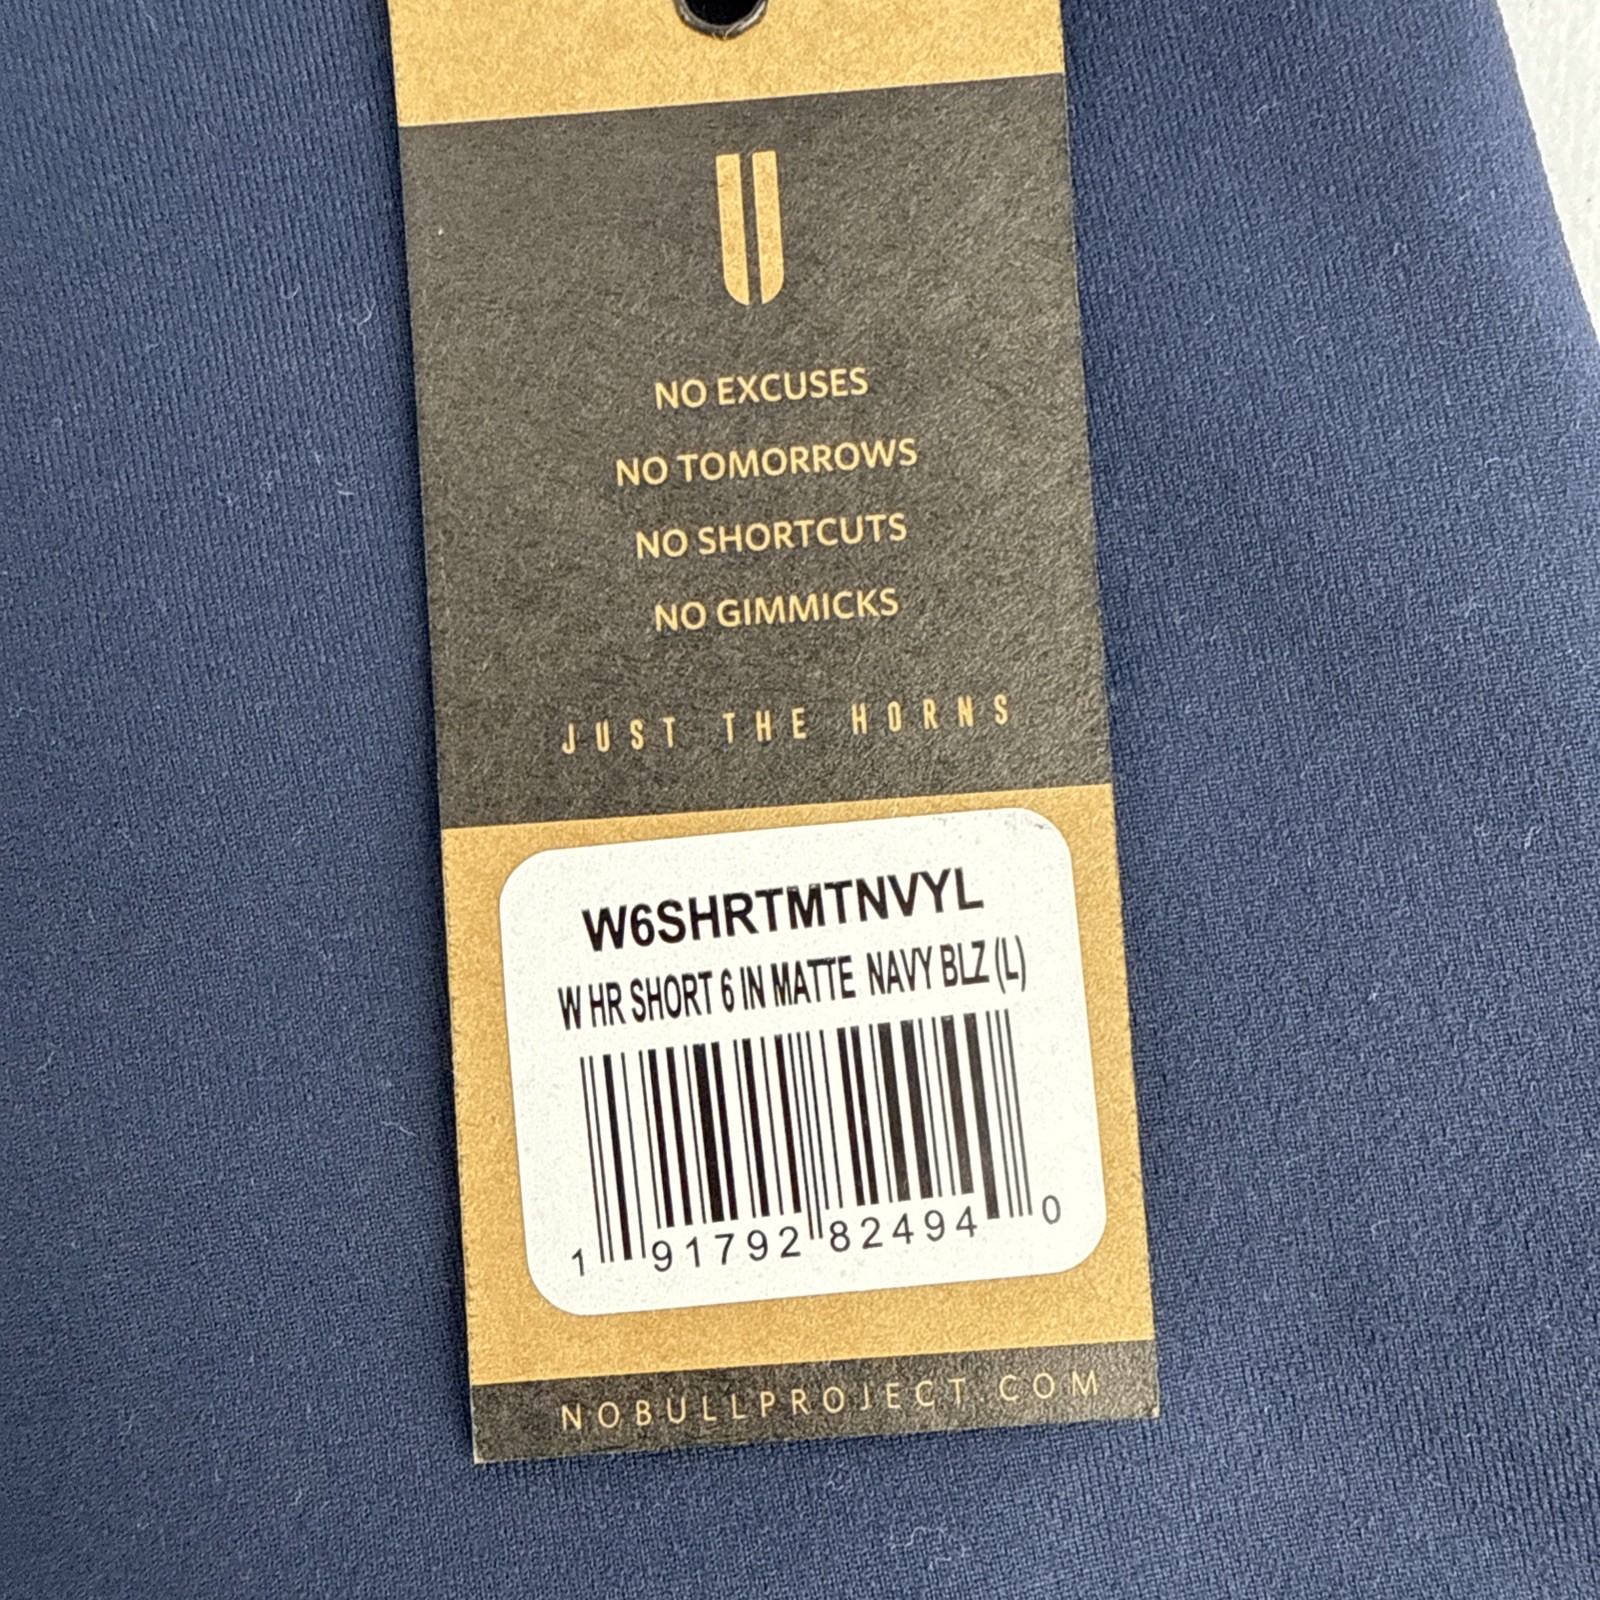 NO EXCUSES
NO TOMORROWS
NO SHORTCUTS
NO GIMMICKS
JUST THE HORNS
W6SHRTMTNVYL
W HR SHORT 6 IN MATTE NAVY BLZ (L)
1 91792 82494 0
NOBULLPROJECT.COM